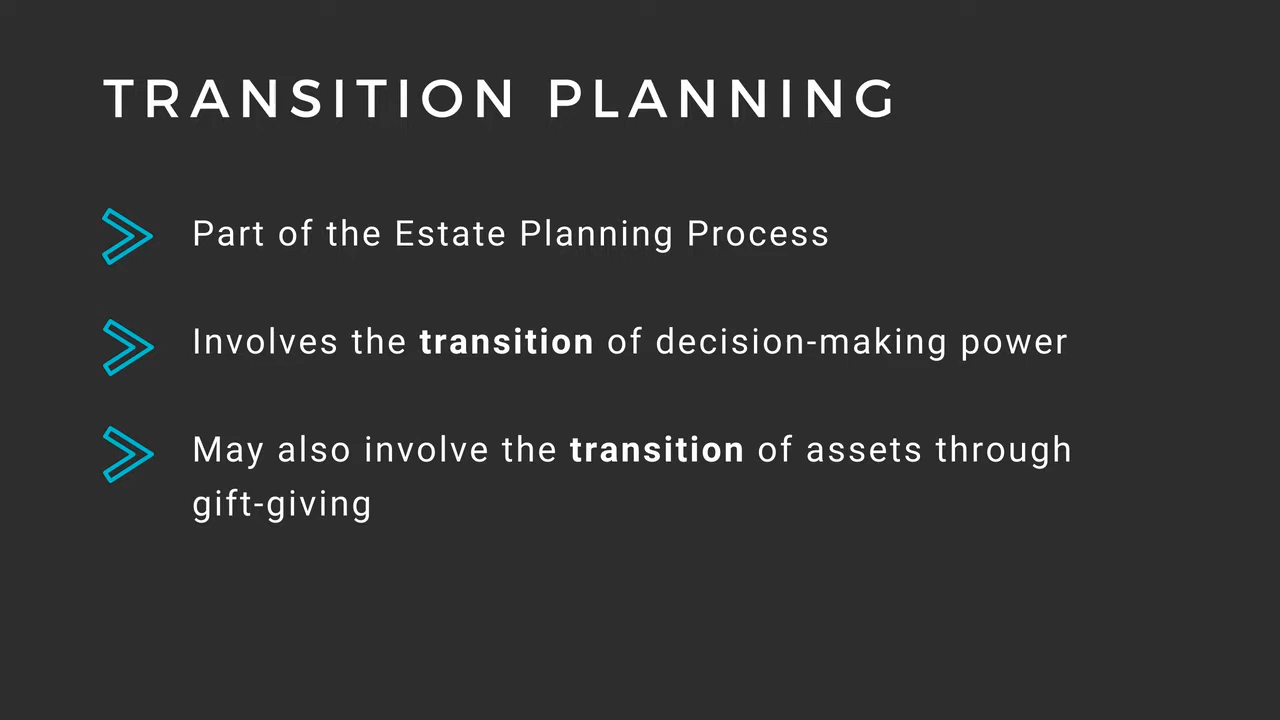 TRANSITION PLANNING
Part of the Estate Planning Process
Involves the transition of decision-making power
May also involve the transition of assets through
gift-giving